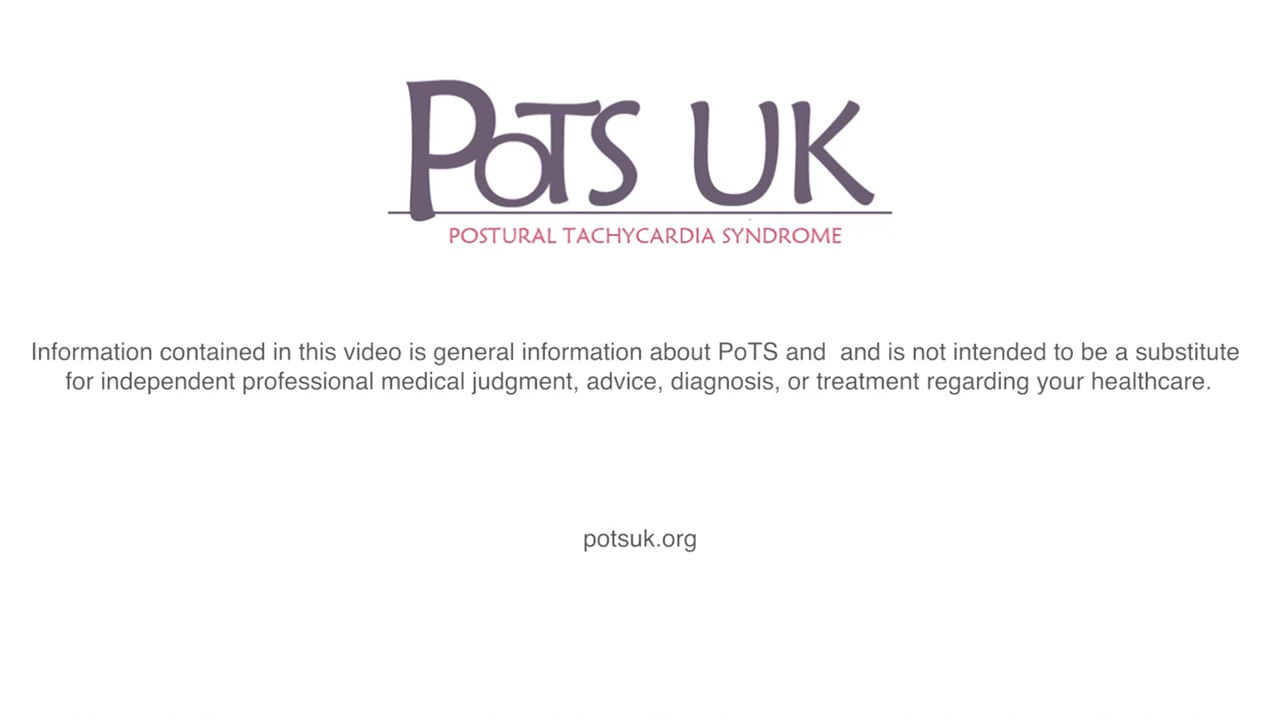 PoTS UK
POSTURAL TACHYCARDIA SYNDROME
Information contained in this video is general information about PoTS and  and is not intended to be a substitute
for independent professional medical judgment, advice, diagnosis, or treatment regarding your healthcare.
potsuk.org